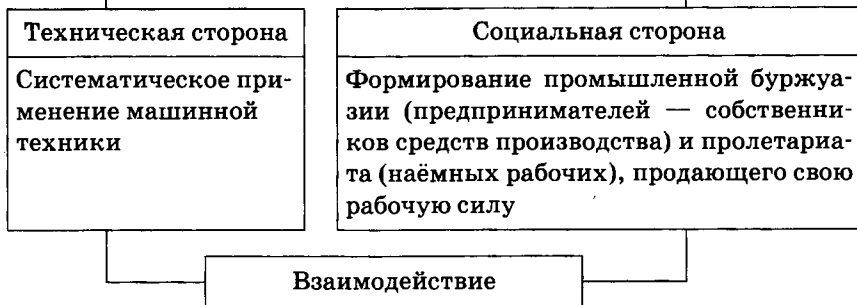 Техническая сторона
Систематическое при-
менение машинной
техники
Социальная сторона
Формирование промышленной буржуа-
зии (предпринимателей — собственни-
ков средств производства) и пролетариа-
та (наёмных рабочих), продающего свою
рабочую силу
Взаимодействие